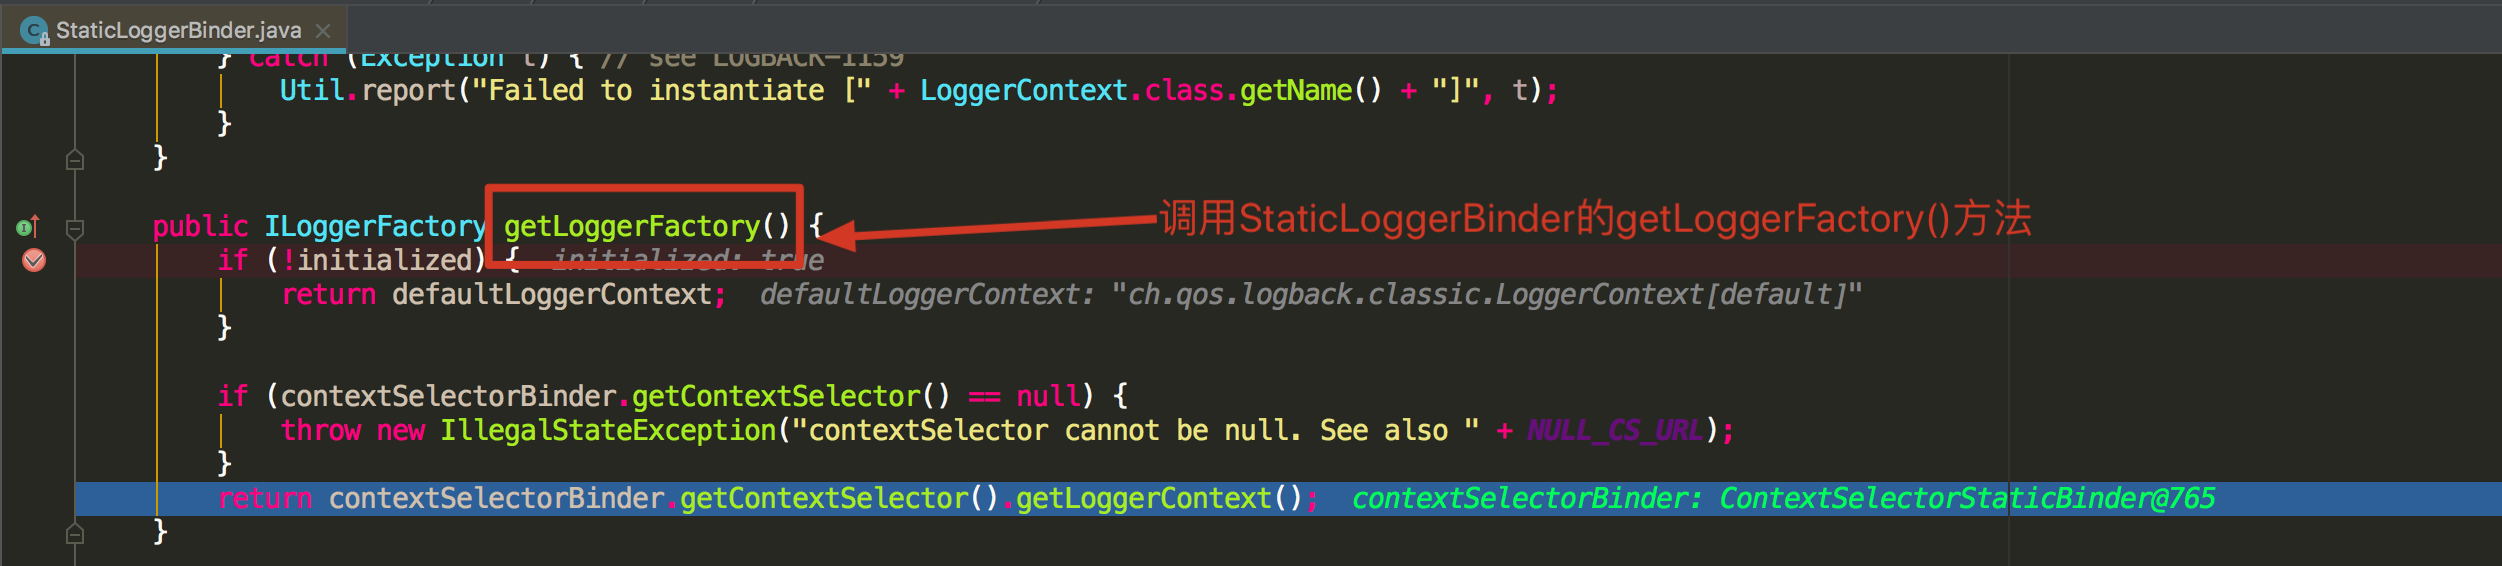 StaticLoggerBinder.java
} catch (Exception t) { // see LOGBACK-1159
Util.report("Failed to instantiate [" + LoggerContext.class.getName() + "]", t);
}
}
public ILoggerFactory getLoggerFactory() {
调用StaticLoggerBinder的getLoggerFactory()方法
if (!initialized) { initialized: true
return defaultLoggerContext; defaultLoggerContext: "ch.qos.logback.classic.LoggerContext[default]"
}
if (contextSelectorBinder.getContextSelector() == null) {
throw new IllegalStateException("contextSelector cannot be null. See also " + NULL_CS_URL);
}
return contextSelectorBinder.getContextSelector().getLoggerContext(); contextSelectorBinder: ContextSelectorStaticBinder@765
}